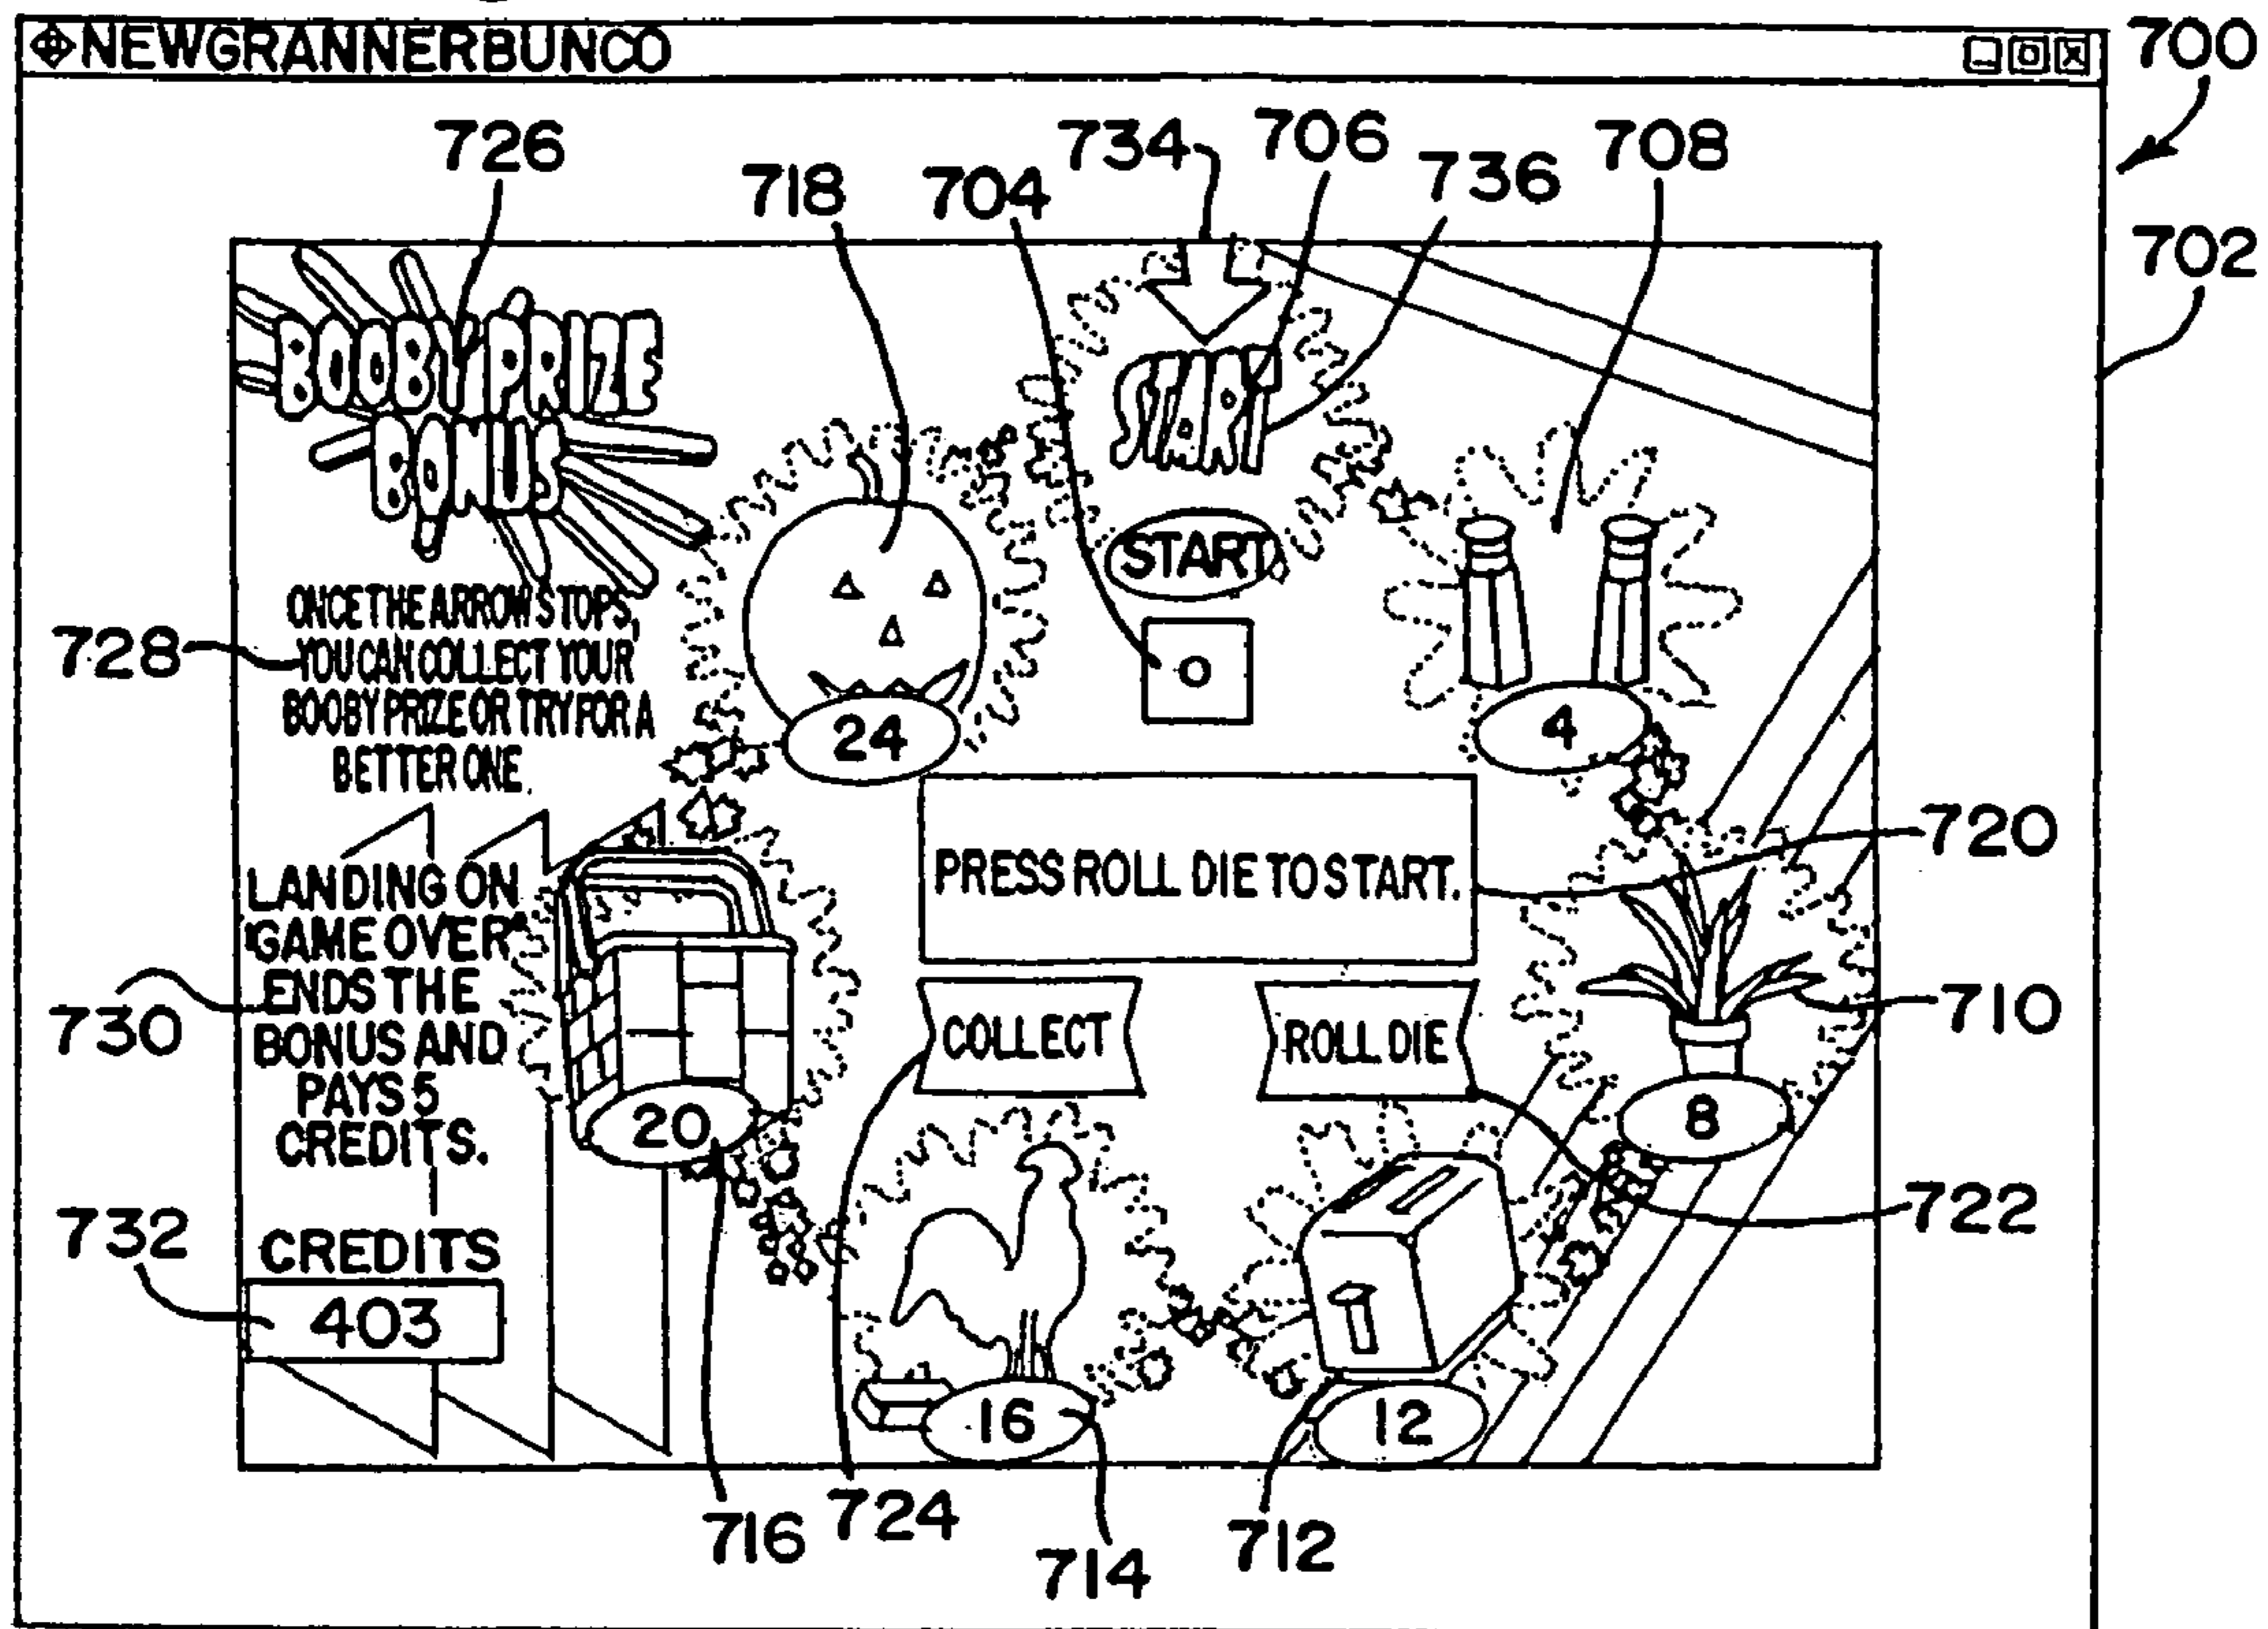 NEWGRANNERBUNCO
700
726
718
704
734
706
736
708
702
BOOBY PRIZE
BONUS
START
START
728
ONCE THE ARROW STOPS,
YOU CAN COLLECT YOUR
BOOBY PRIZE OR TRY FOR A
BETTER ONE.
24
4
720
PRESS ROLL DIE TO START.
LANDING ON
"GAME OVER"
ENDS THE
BONUS AND
PAYS 5
CREDITS.
730
710
COLLECT
ROLL DIE
20
8
722
732
CREDITS
403
16
12
716
724
714
712